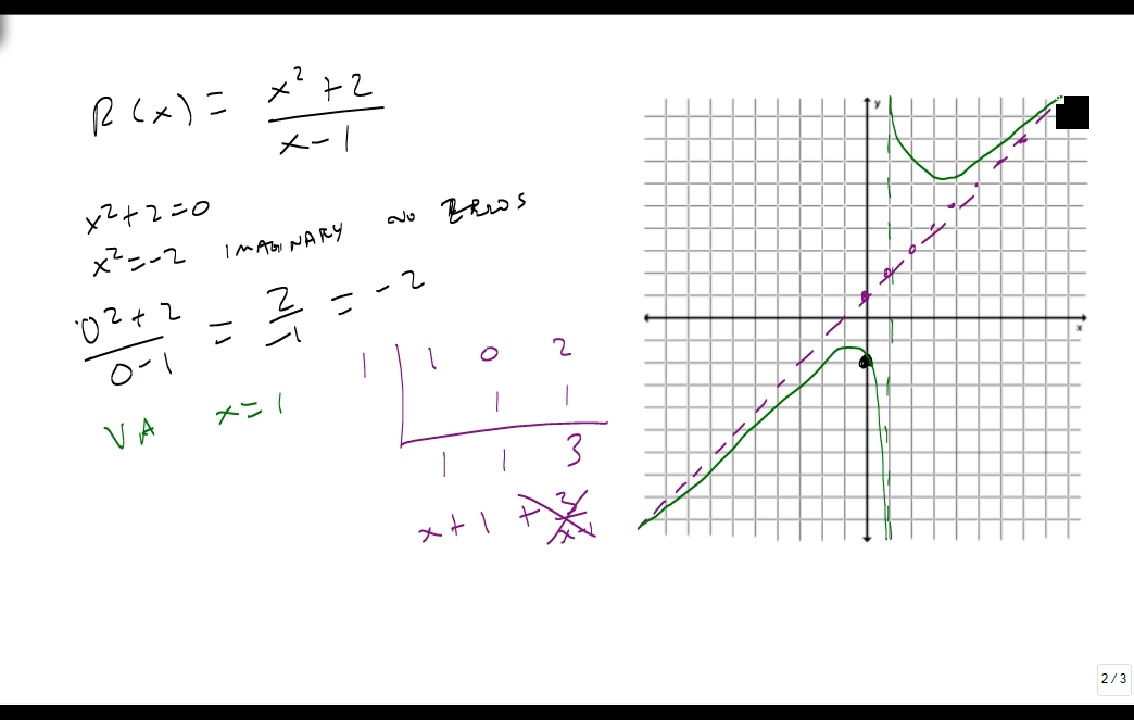 R(x) = x² + 2 / x - 1
x² + 2 = 0
x² = -2 IMAGINARY NO ZEROS
0² + 2 / 0 - 1 = 2 / -1 = -2
VA x = 1
1 | 1 0 2
1 1
1 1 3
x + 1 + 3 / x - 1
y
x
2 / 3